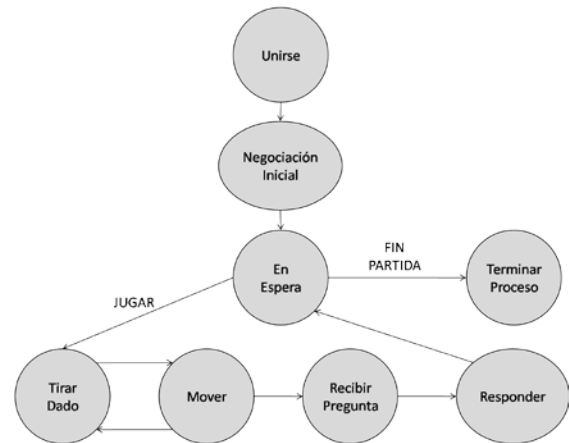 Unirse
Negociación
Inicial
En
Espera
FIN
PARTIDA
Terminar
Proceso
JUGAR
Tirar
Dado
Mover
Recibir
Pregunta
Responder